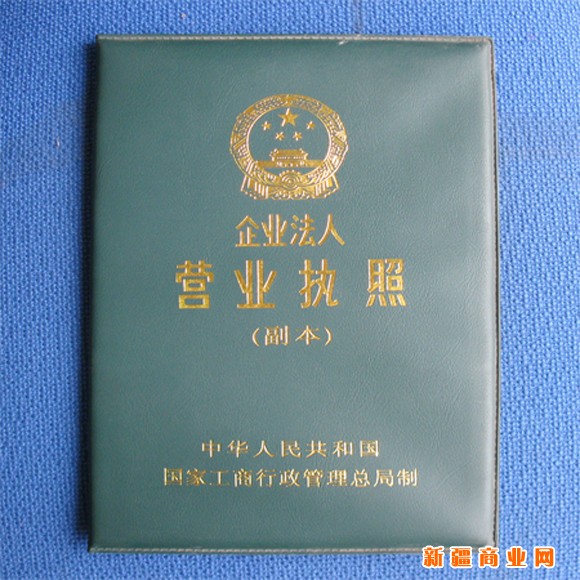 企业法人
营业执照
(副本)
中华人民共和国
国家工商行政管理总局制
新疆商业网